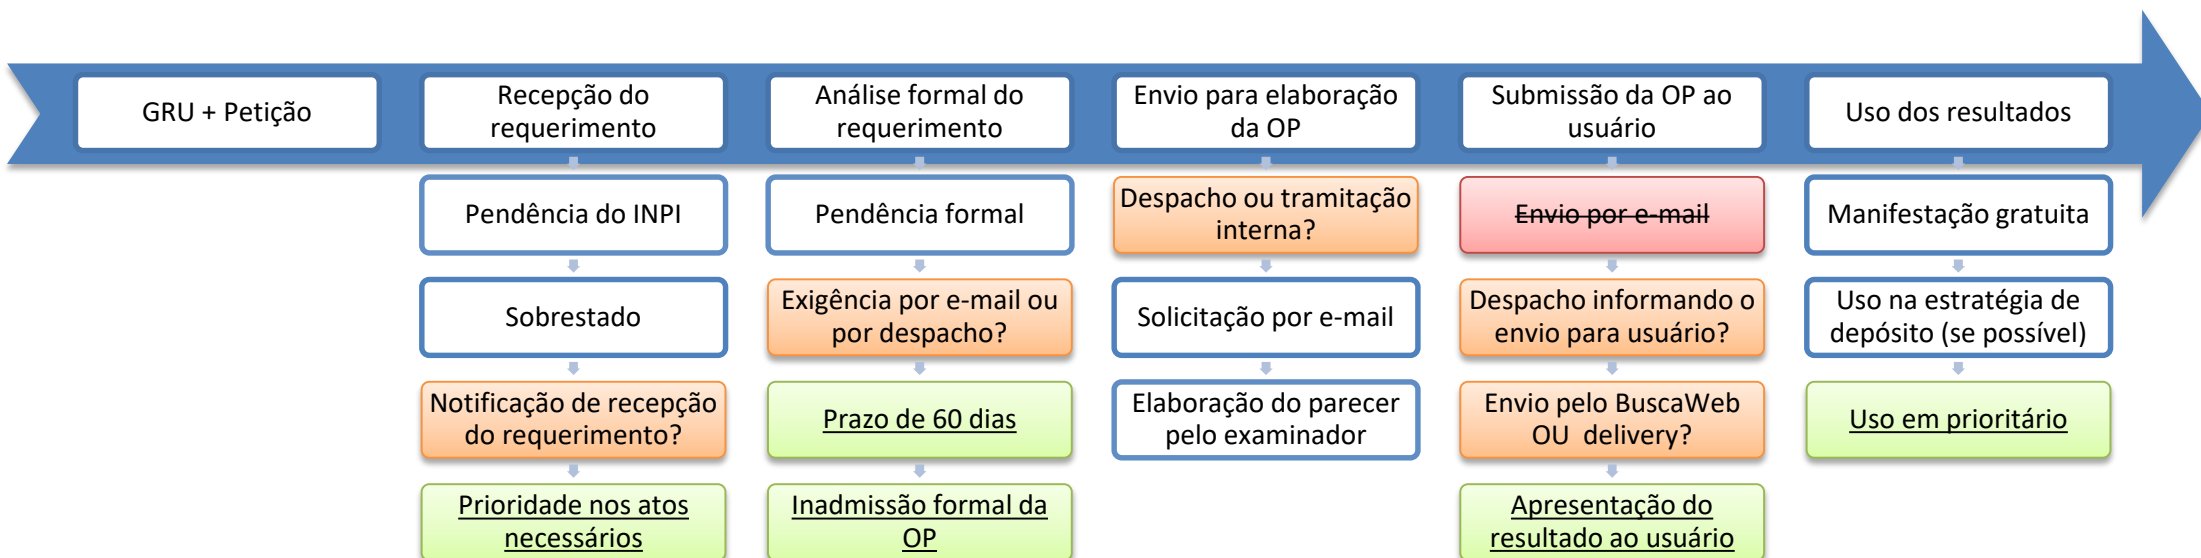 GRU + Petição
Recepção do
requerimento
Análise formal do
requerimento
Envio para elaboração
da OP
Submissão da OP ao
usuário
Uso dos resultados
Pendência do INPI
Sobrestado
Notificação de recepção
do requerimento?
Prioridade nos atos
necessários
Pendência formal
Exigência por e-mail ou
por despacho?
Prazo de 60 dias
Inadmissão formal da
OP
Despacho ou tramitação
interna?
Solicitação por e-mail
Elaboração do parecer
pelo examinador
Envio por e-mail
Despacho informando o
envio para usuário?
Envio pelo BuscaWeb
OU  delivery?
Apresentação do
resultado ao usuário
Manifestação gratuita
Uso na estratégia de
depósito (se possível)
Uso em prioritário